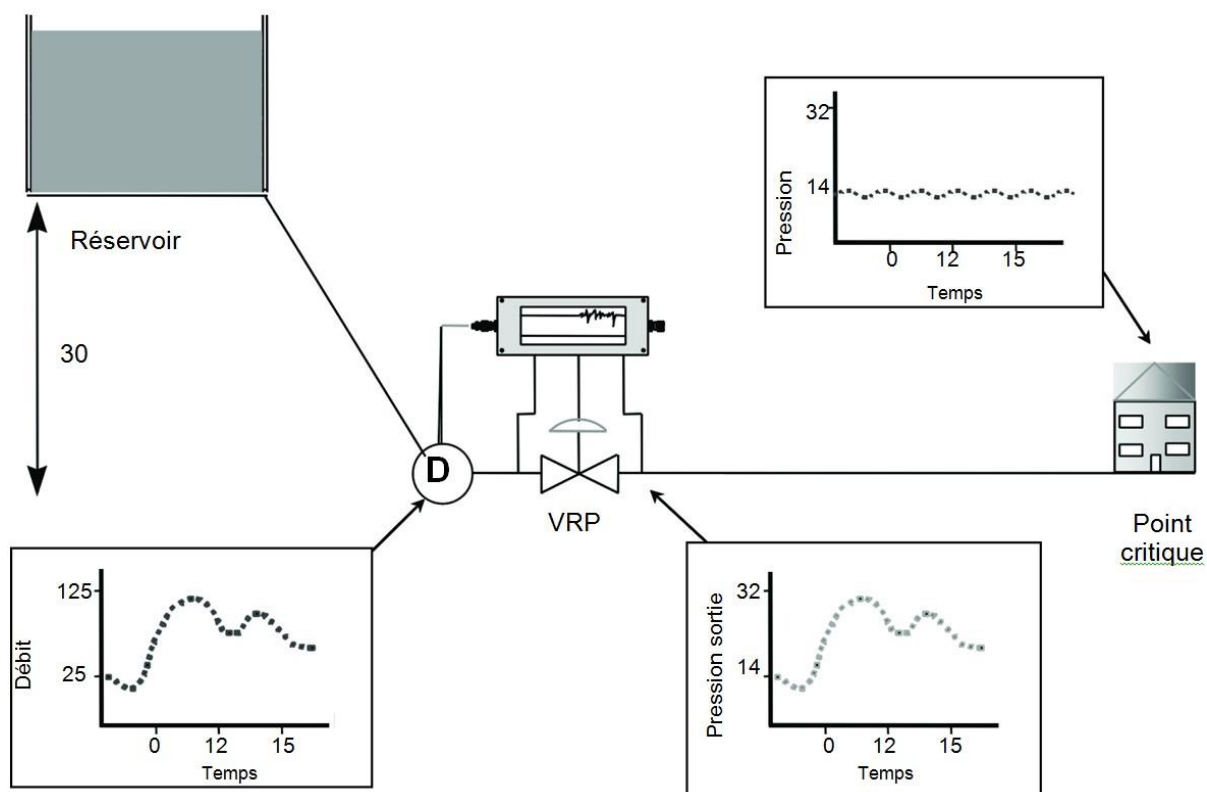 Réservoir
30
D
VRP
Point
critique
32
14
Pression
0 12 15
Temps
125
25
Débit
0 12 15
Temps
32
14
Pression sortie
0 12 15
Temps